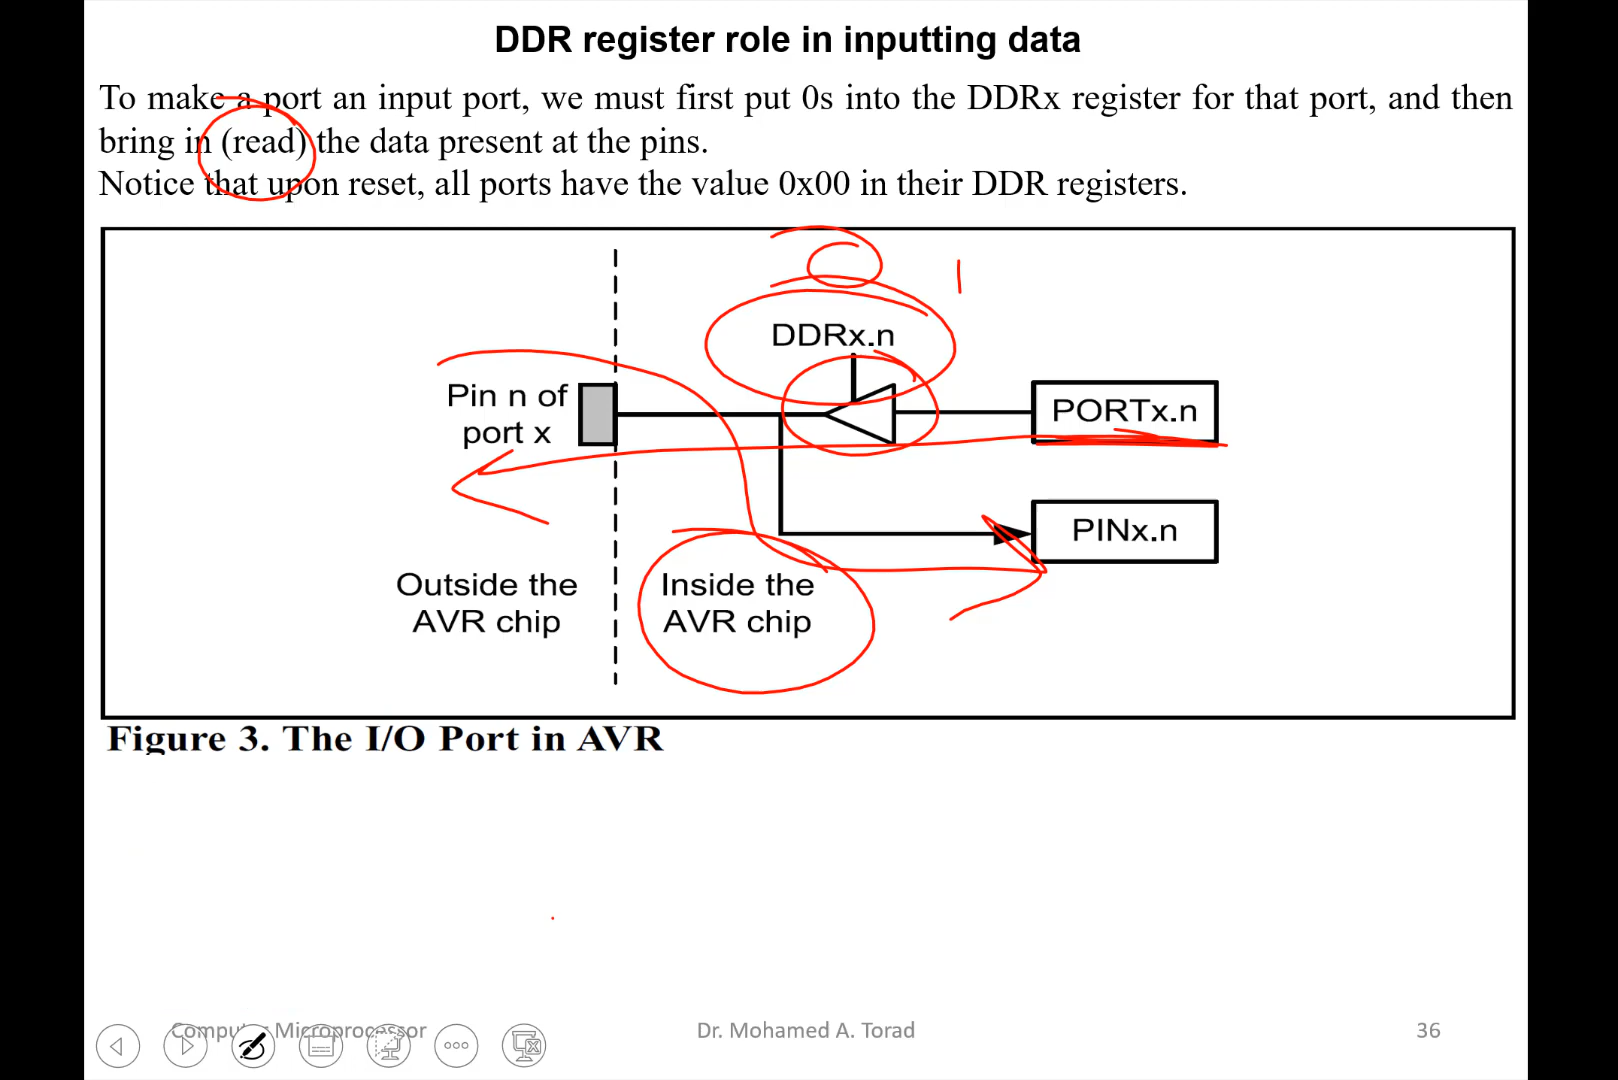 DDR register role in inputting data
To make a port an input port, we must first put 0s into the DDRx register for that port, and then
bring in (read) the data present at the pins.
Notice that upon reset, all ports have the value 0x00 in their DDR registers.
0
1
DDRx.n
Pin n of
port x
PORTx.n
PINx.n
Outside the
AVR chip
Inside the
AVR chip
Figure 3. The I/O Port in AVR
Computer Microprocessor
Dr. Mohamed A. Torad
36